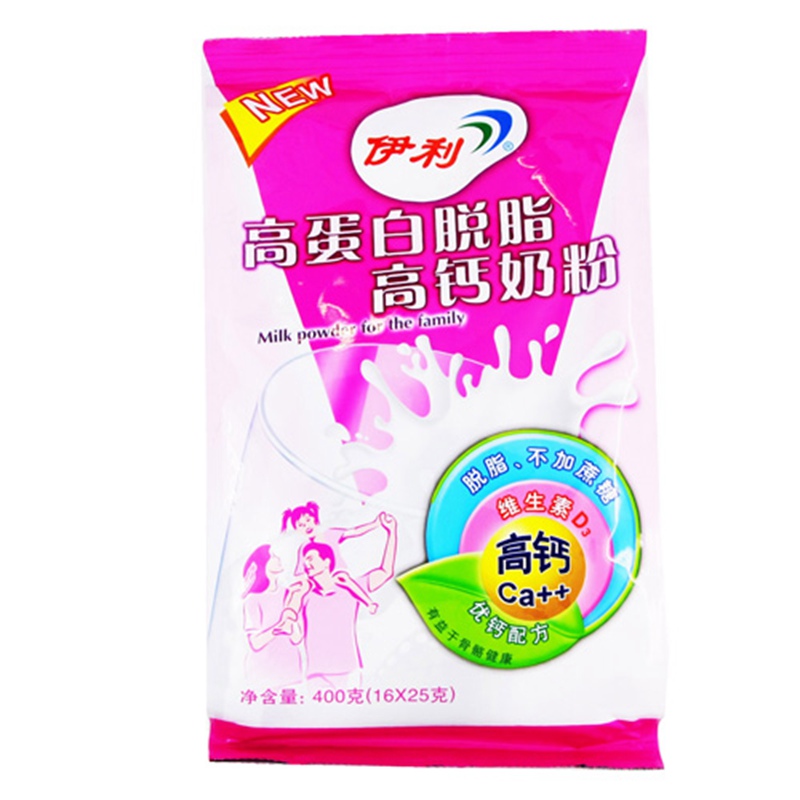 NEW
伊利
®
高蛋白脱脂
高钙奶粉
Milk powder for the family
脱脂、不加蔗糖
维生素D3
高钙
Ca++
优钙配方
有益于骨骼健康
净含量: 400克(16X25克)